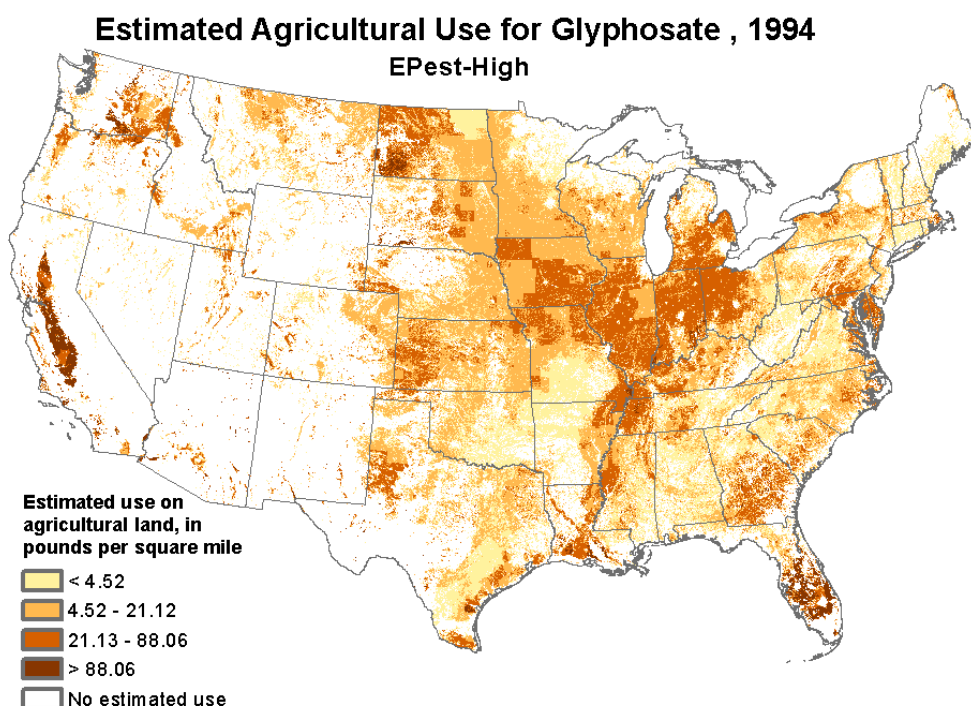 Estimated Agricultural Use for Glyphosate , 1994
EPest-High
Estimated use on
agricultural land, in
pounds per square mile
< 4.52
4.52 - 21.12
21.13 - 88.06
> 88.06
No estimated use